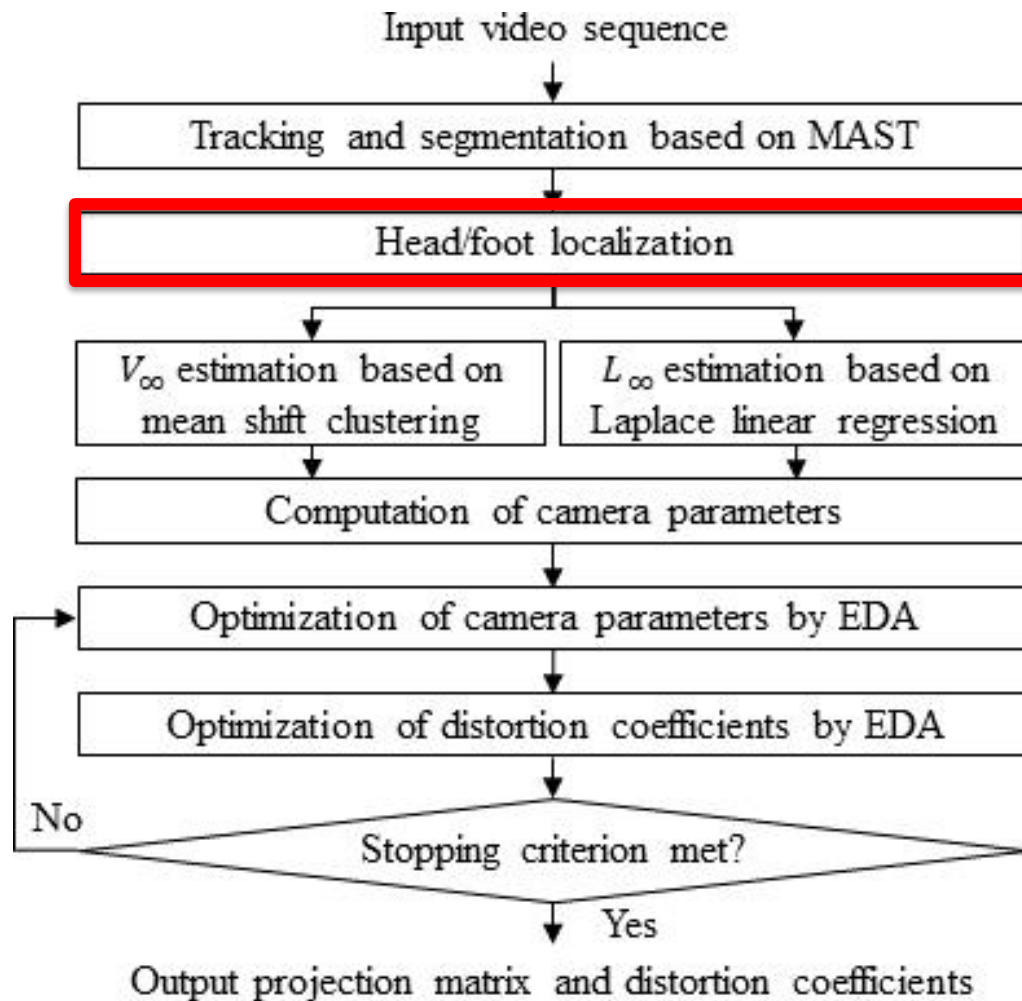 Input video sequence
Tracking and segmentation based on MAST
Head/foot localization
V∞ estimation based on
mean shift clustering
L∞ estimation based on
Laplace linear regression
Computation of camera parameters
Optimization of camera parameters by EDA
Optimization of distortion coefficients by EDA
No
Stopping criterion met?
Yes
Output projection matrix and distortion coefficients